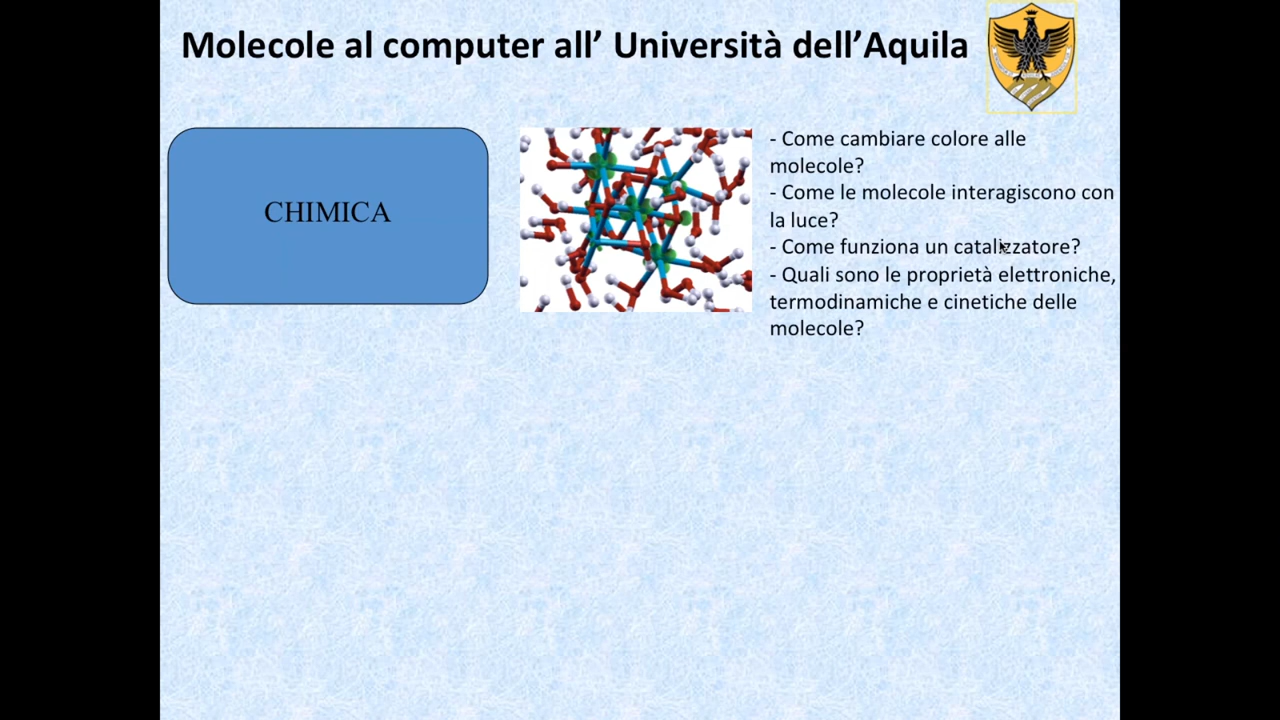 Molecole al computer all’ Università dell’Aquila
CHIMICA
- Come cambiare colore alle
molecole?
- Come le molecole interagiscono con
la luce?
- Come funziona un catalizzatore?
- Quali sono le proprietà elettroniche,
termodinamiche e cinetiche delle
molecole?